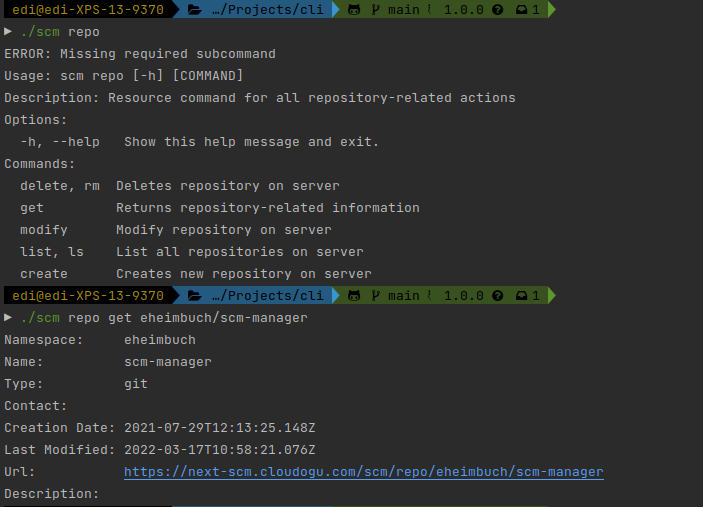 edi@edi-XPS-13-9370 …/Projects/cli main 1.0.0 ? 1
▶ ./scm repo
ERROR: Missing required subcommand
Usage: scm repo [-h] [COMMAND]
Description: Resource command for all repository-related actions
Options:
  -h, --help   Show this help message and exit.
Commands:
  delete, rm  Deletes repository on server
  get         Returns repository-related information
  modify      Modify repository on server
  list, ls    List all repositories on server
  create      Creates new repository on server
edi@edi-XPS-13-9370 …/Projects/cli main 1.0.0 ? 1
▶ ./scm repo get eheimbuch/scm-manager
Namespace:     eheimbuch
Name:          scm-manager
Type:          git
Contact:
Creation Date: 2021-07-29T12:13:25.148Z
Last Modified: 2022-03-17T10:58:21.076Z
Url:           https://next-scm.cloudogu.com/scm/repo/eheimbuch/scm-manager
Description: